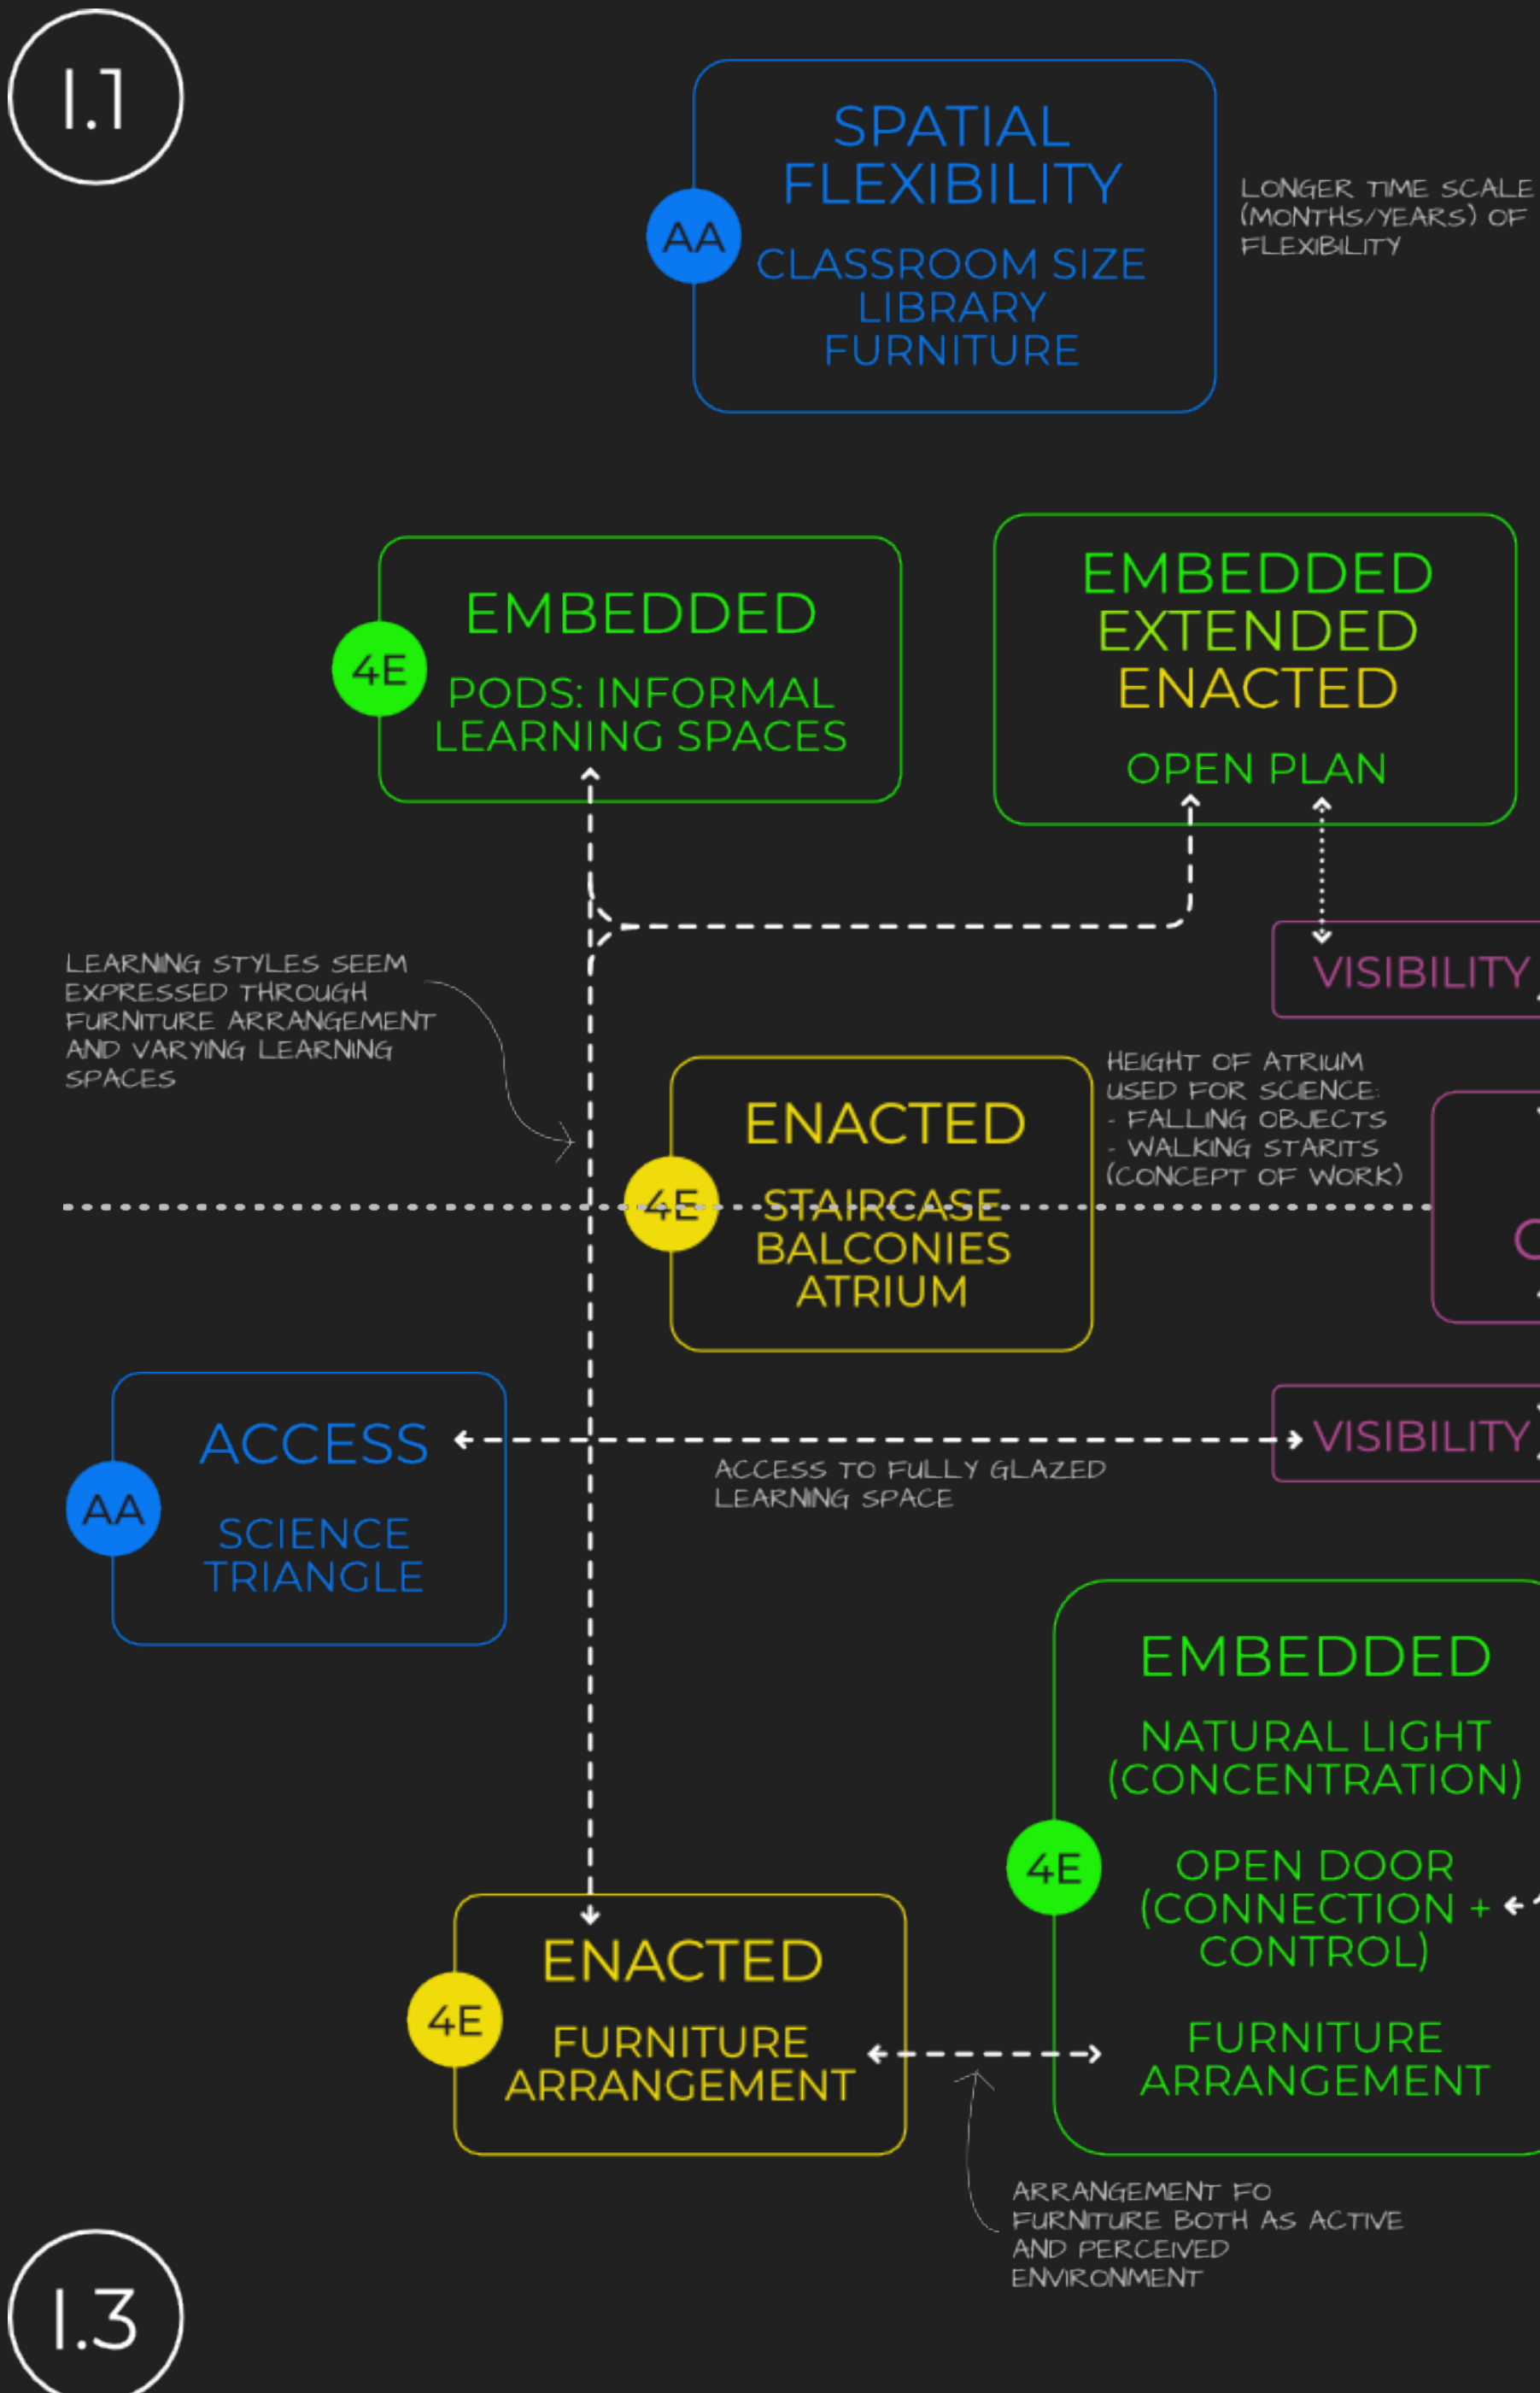 I.1
SPATIAL
FLEXIBILITY
AA
CLASSROOM SIZE
LIBRARY
FURNITURE
LONGER TIME SCALE
(MONTHS/YEARS) OF
FLEXIBILITY
EMBEDDED
4E
PODS: INFORMAL
LEARNING SPACES
EMBEDDED
EXTENDED
ENACTED
OPEN PLAN
VISIBILITY
LEARNING STYLES SEEM
EXPRESSED THROUGH
FURNITURE ARRANGEMENT
AND VARYING LEARNING
SPACES
ENACTED
4E
STAIRCASE
BALCONIES
ATRIUM
HEIGHT OF ATRIUM
USED FOR SCIENCE:
- FALLING OBJECTS
- WALKING STARITS
(CONCEPT OF WORK)
ACCESS
AA
SCIENCE
TRIANGLE
ACCESS TO FULLY GLAZED
LEARNING SPACE
VISIBILITY
EMBEDDED
NATURAL LIGHT
(CONCENTRATION)
4E
OPEN DOOR
(CONNECTION +
CONTROL)
FURNITURE
ARRANGEMENT
ENACTED
4E
FURNITURE
ARRANGEMENT
ARRANGEMENT FO
FURNITURE BOTH AS ACTIVE
AND PERCEIVED
ENVIRONMENT
I.3